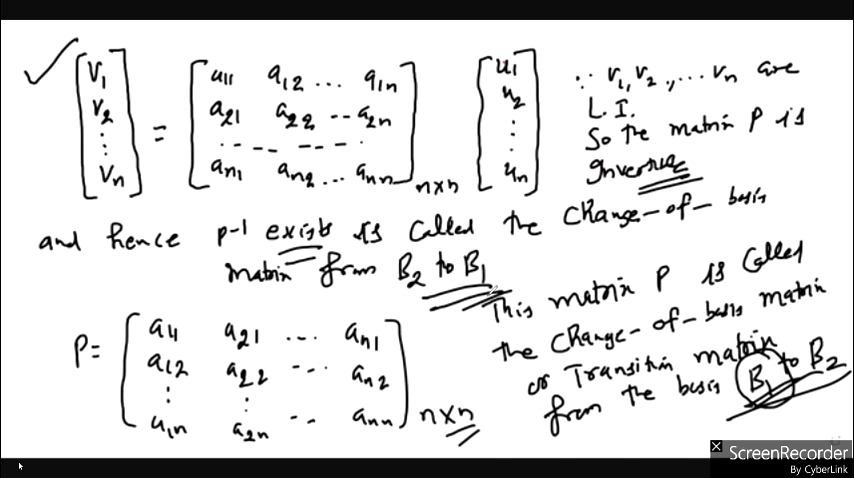 ✓ [v1 v2 ⋮ vn] = [a11 a12 ... a1n
a21 a22 -- a2n
.. -- -- -- .
an1 an2 ... ann] n×n [u1 u2 ⋮ un]
∵ v1, v2, ... vn are
L.I.
So the matrix P is
Inverse
and hence p-1 exists is called the change-of-basis
matrix from B2 to B1
P = [a11 a21 ... an1
a12 a22 --- an2
⋮ ⋮
a1n a2n -- ann] n×n
This matrix P is called
the change-of-basis matrix
or Transition matrix
from the basis B1 to B2
ScreenRecorder
By CyberLink